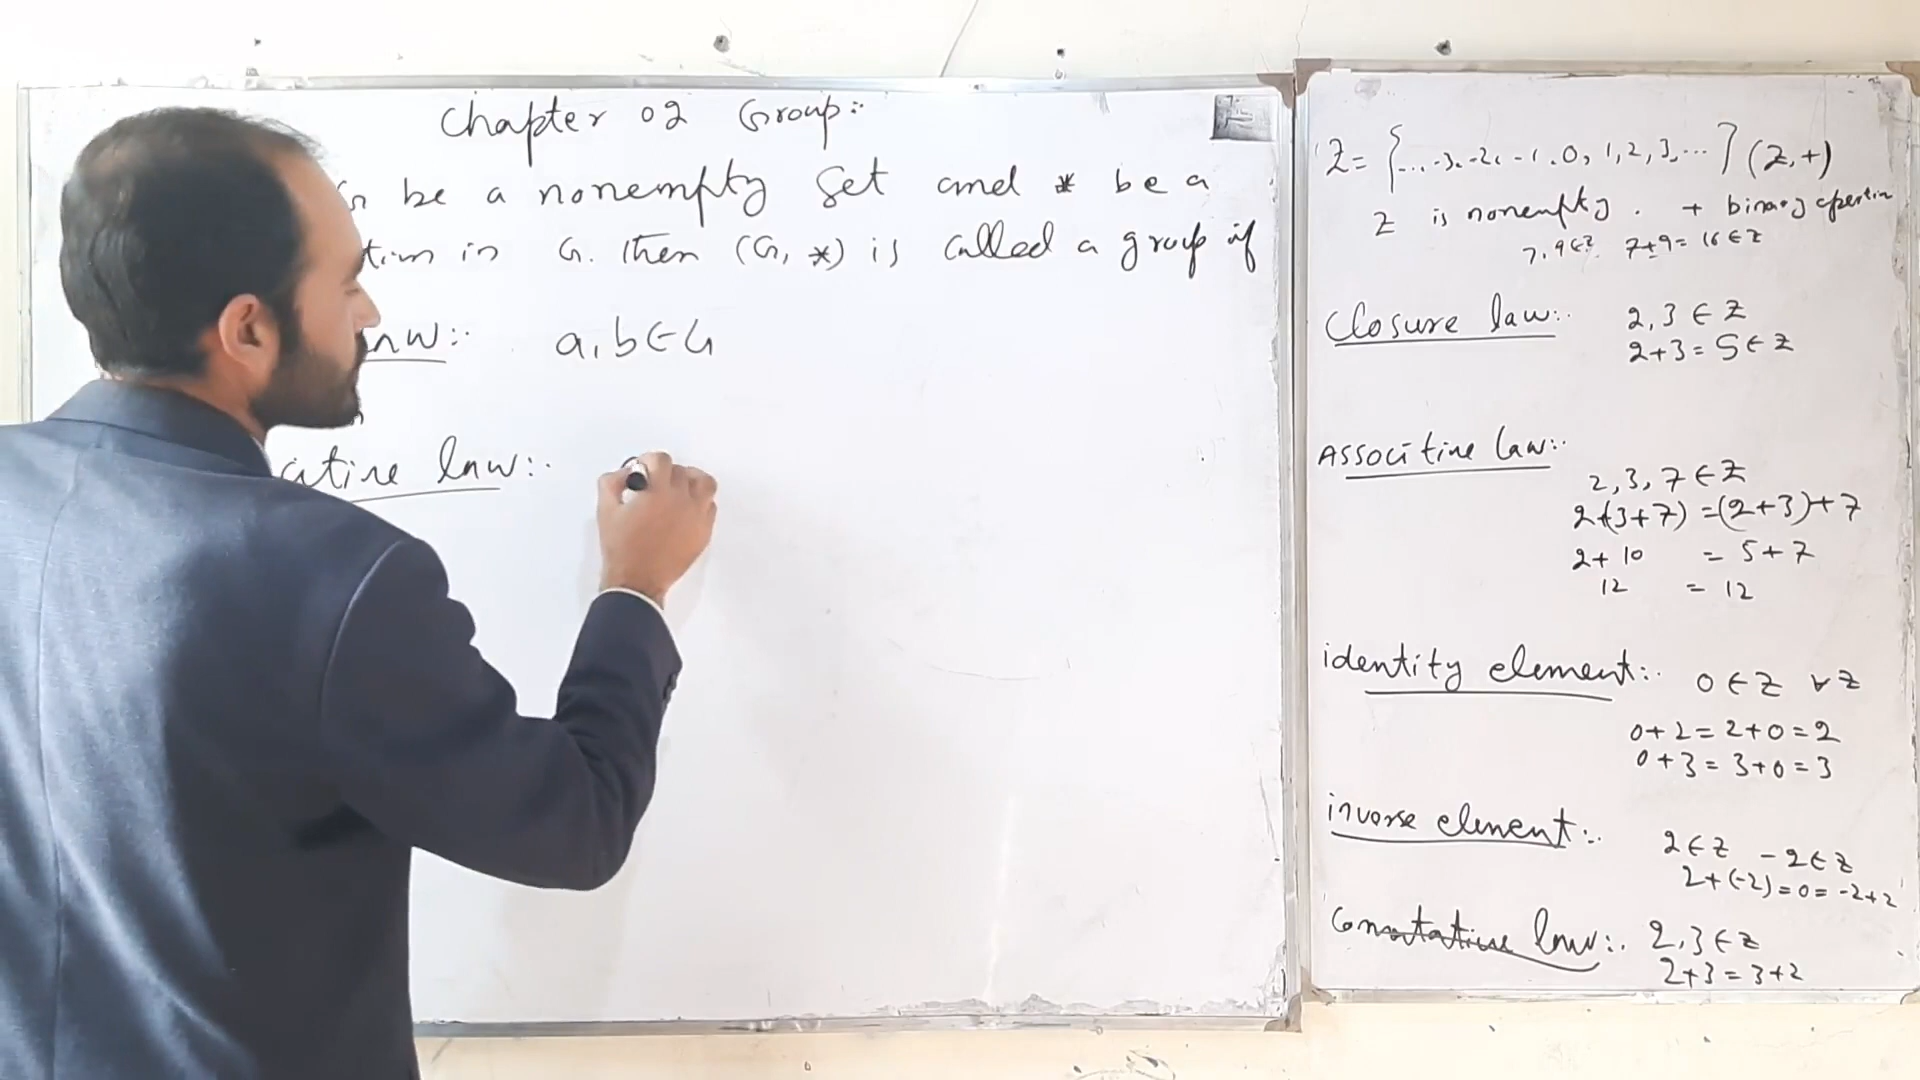 Chapter 02 Group:
be a nonempty Set and * be a
in G. Then (G, *) is called a group if
a, b ∈ G
law:.
Z = {...-3, -2, -1, 0, 1, 2, 3, ...} (Z, +)
Z is nonempty. + binary
7, 9 ∈ Z 7+9 = 16 ∈ Z
Closure law:.
2, 3 ∈ Z
2+3 = 5 ∈ Z
Associtive law:.
2, 3, 7 ∈ Z
2+(3+7) = (2+3)+7
2+10 = 5+7
12 = 12
identity element:.
0 ∈ Z ∀ Z
0+2 = 2+0 = 2
0+3 = 3+0 = 3
inverse element:.
2 ∈ Z -2 ∈ Z
2+(-2) = 0 = -2+2
law:. 2, 3 ∈ Z
2+3 = 3+2